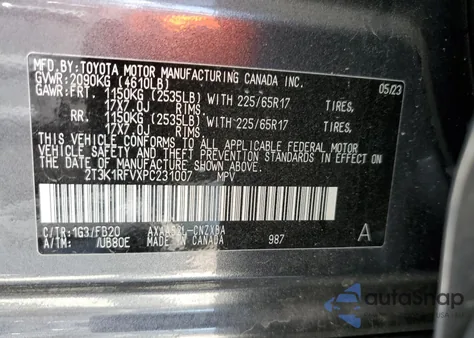 MFD. BY: TOYOTA MOTOR MANUFACTURING CANADA INC.
GVWR: 2090KG (4610LB) 05/23
GAWR: FRT. 1150KG (2535LB) WITH 225/65R17 TIRES,
17X7.0J RIMS
RR. 1150KG (2535LB) WITH 225/65R17 TIRES,
17X7.0J RIMS
THIS VEHICLE CONFORMS TO ALL APPLICABLE FEDERAL MOTOR
VEHICLE SAFETY AND THEFT PREVENTION STANDARDS IN EFFECT ON
THE DATE OF MANUFACTURE SHOWN ABOVE.
2T3K1RFVXPC231007 MPV
C/TR: 1G3/FB20
A/TM: /UB80E MADE IN CANADA 987 A
autoSnap